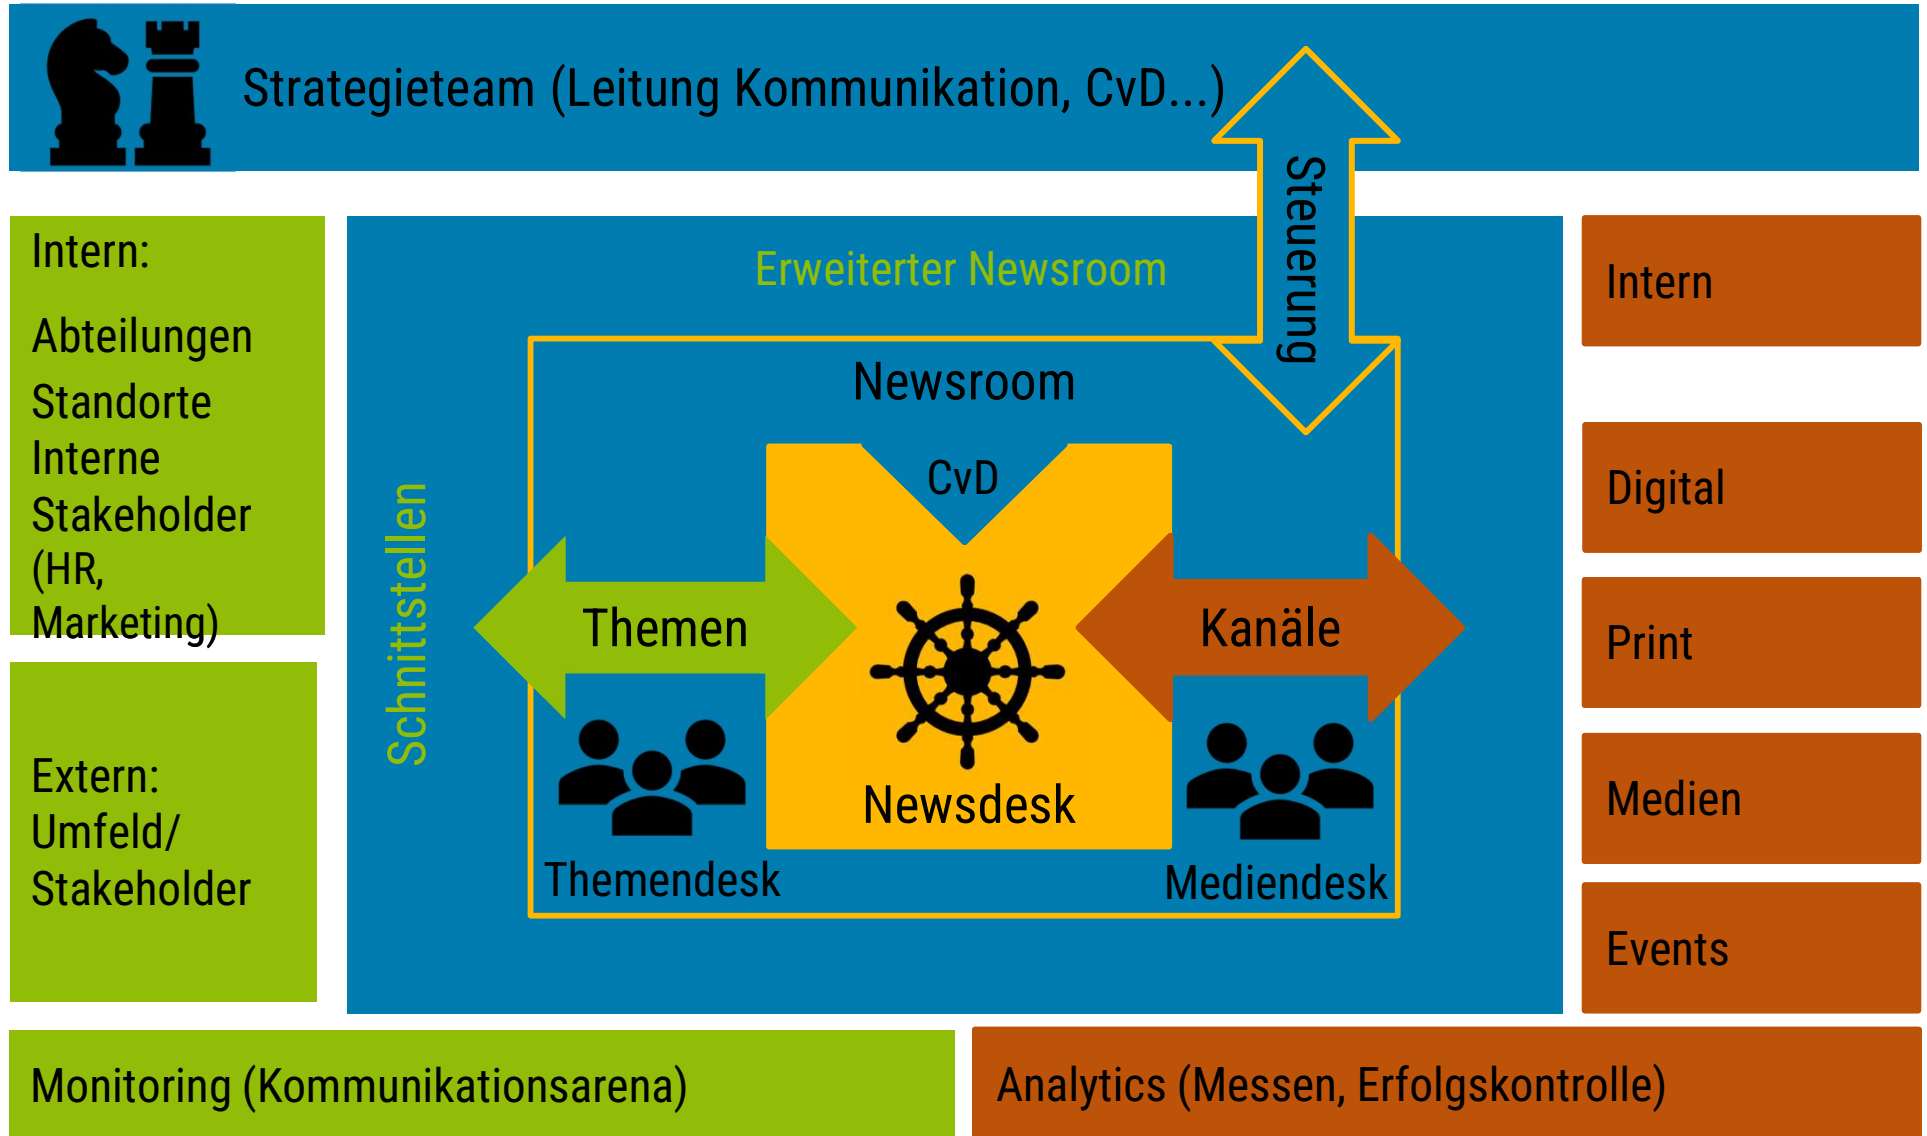 Strategieteam (Leitung Kommunikation, CvD...)
Steuerung
Intern:
Abteilungen
Standorte
Interne
Stakeholder
(HR,
Marketing)
Extern:
Umfeld/
Stakeholder
Erweiterter Newsroom
Schnittstellen
Newsroom
CvD
Themen
Kanäle
Newsdesk
Themendesk
Mediendesk
Intern
Digital
Print
Medien
Events
Monitoring (Kommunikationsarena)
Analytics (Messen, Erfolgskontrolle)